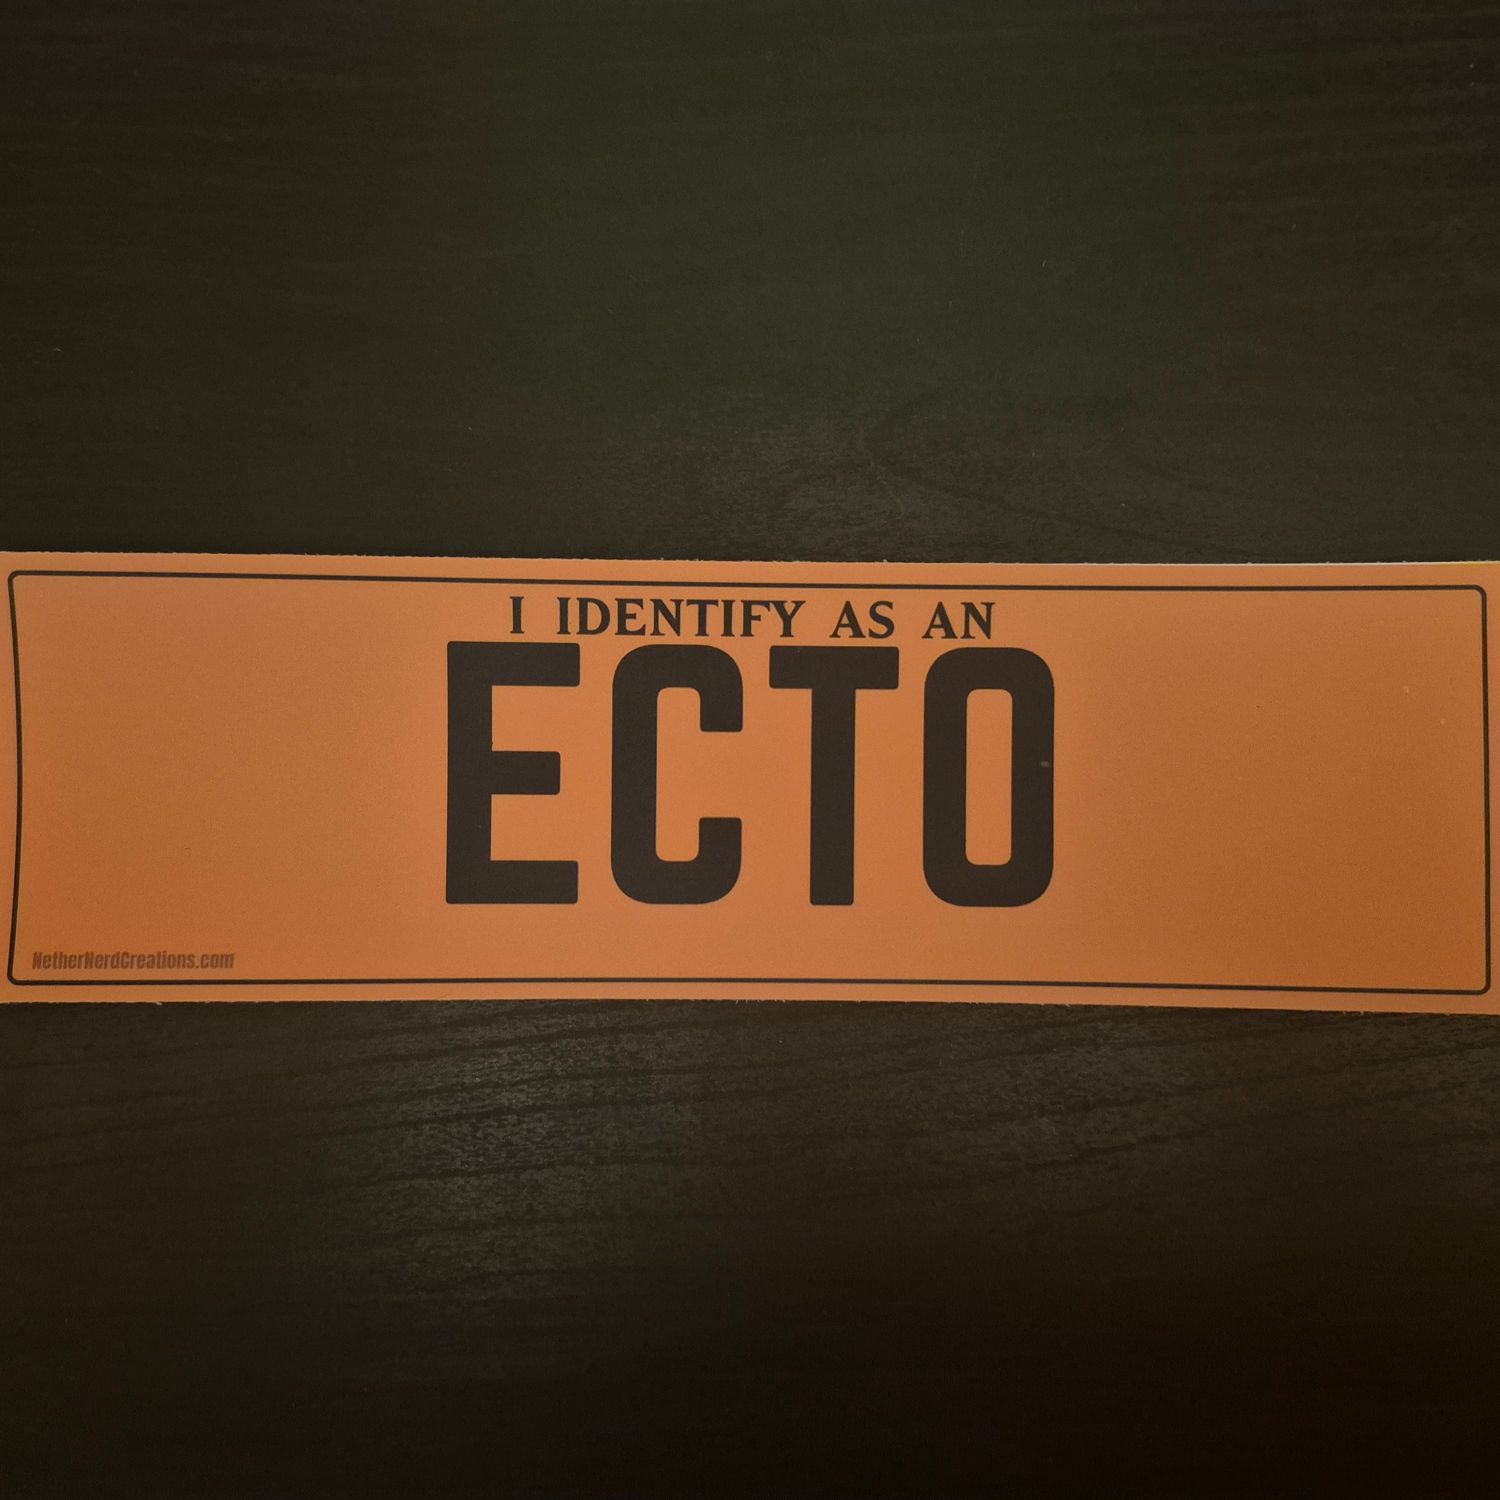 I IDENTIFY AS AN
ECTO
NetherNerdCreations.com